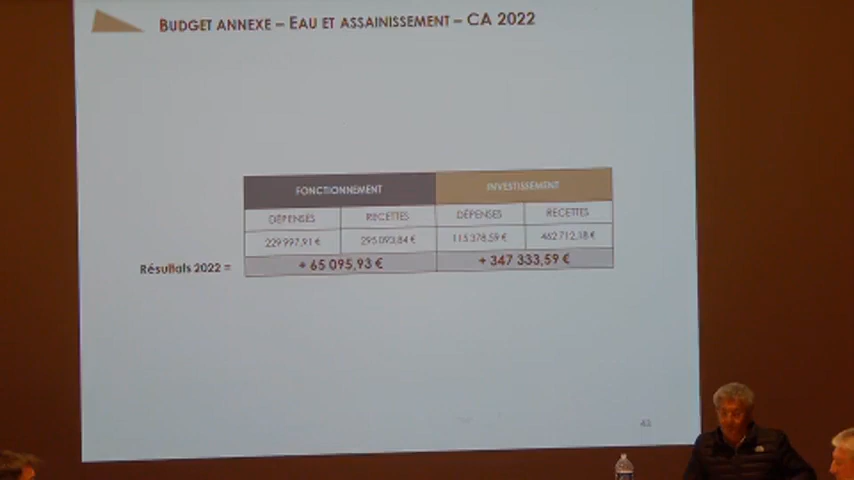 BUDGET ANNEXE – EAU ET ASSAINISSEMENT – CA 2022
FONCTIONNEMENT INVESTISSEMENT
DÉPENSES RECETTES DÉPENSES RECETTES
229 997,91 € 295 093,84 € 115 378,59 € 462 712,18 €
Résultats 2022 = + 65 095,93 € + 347 333,59 €
43